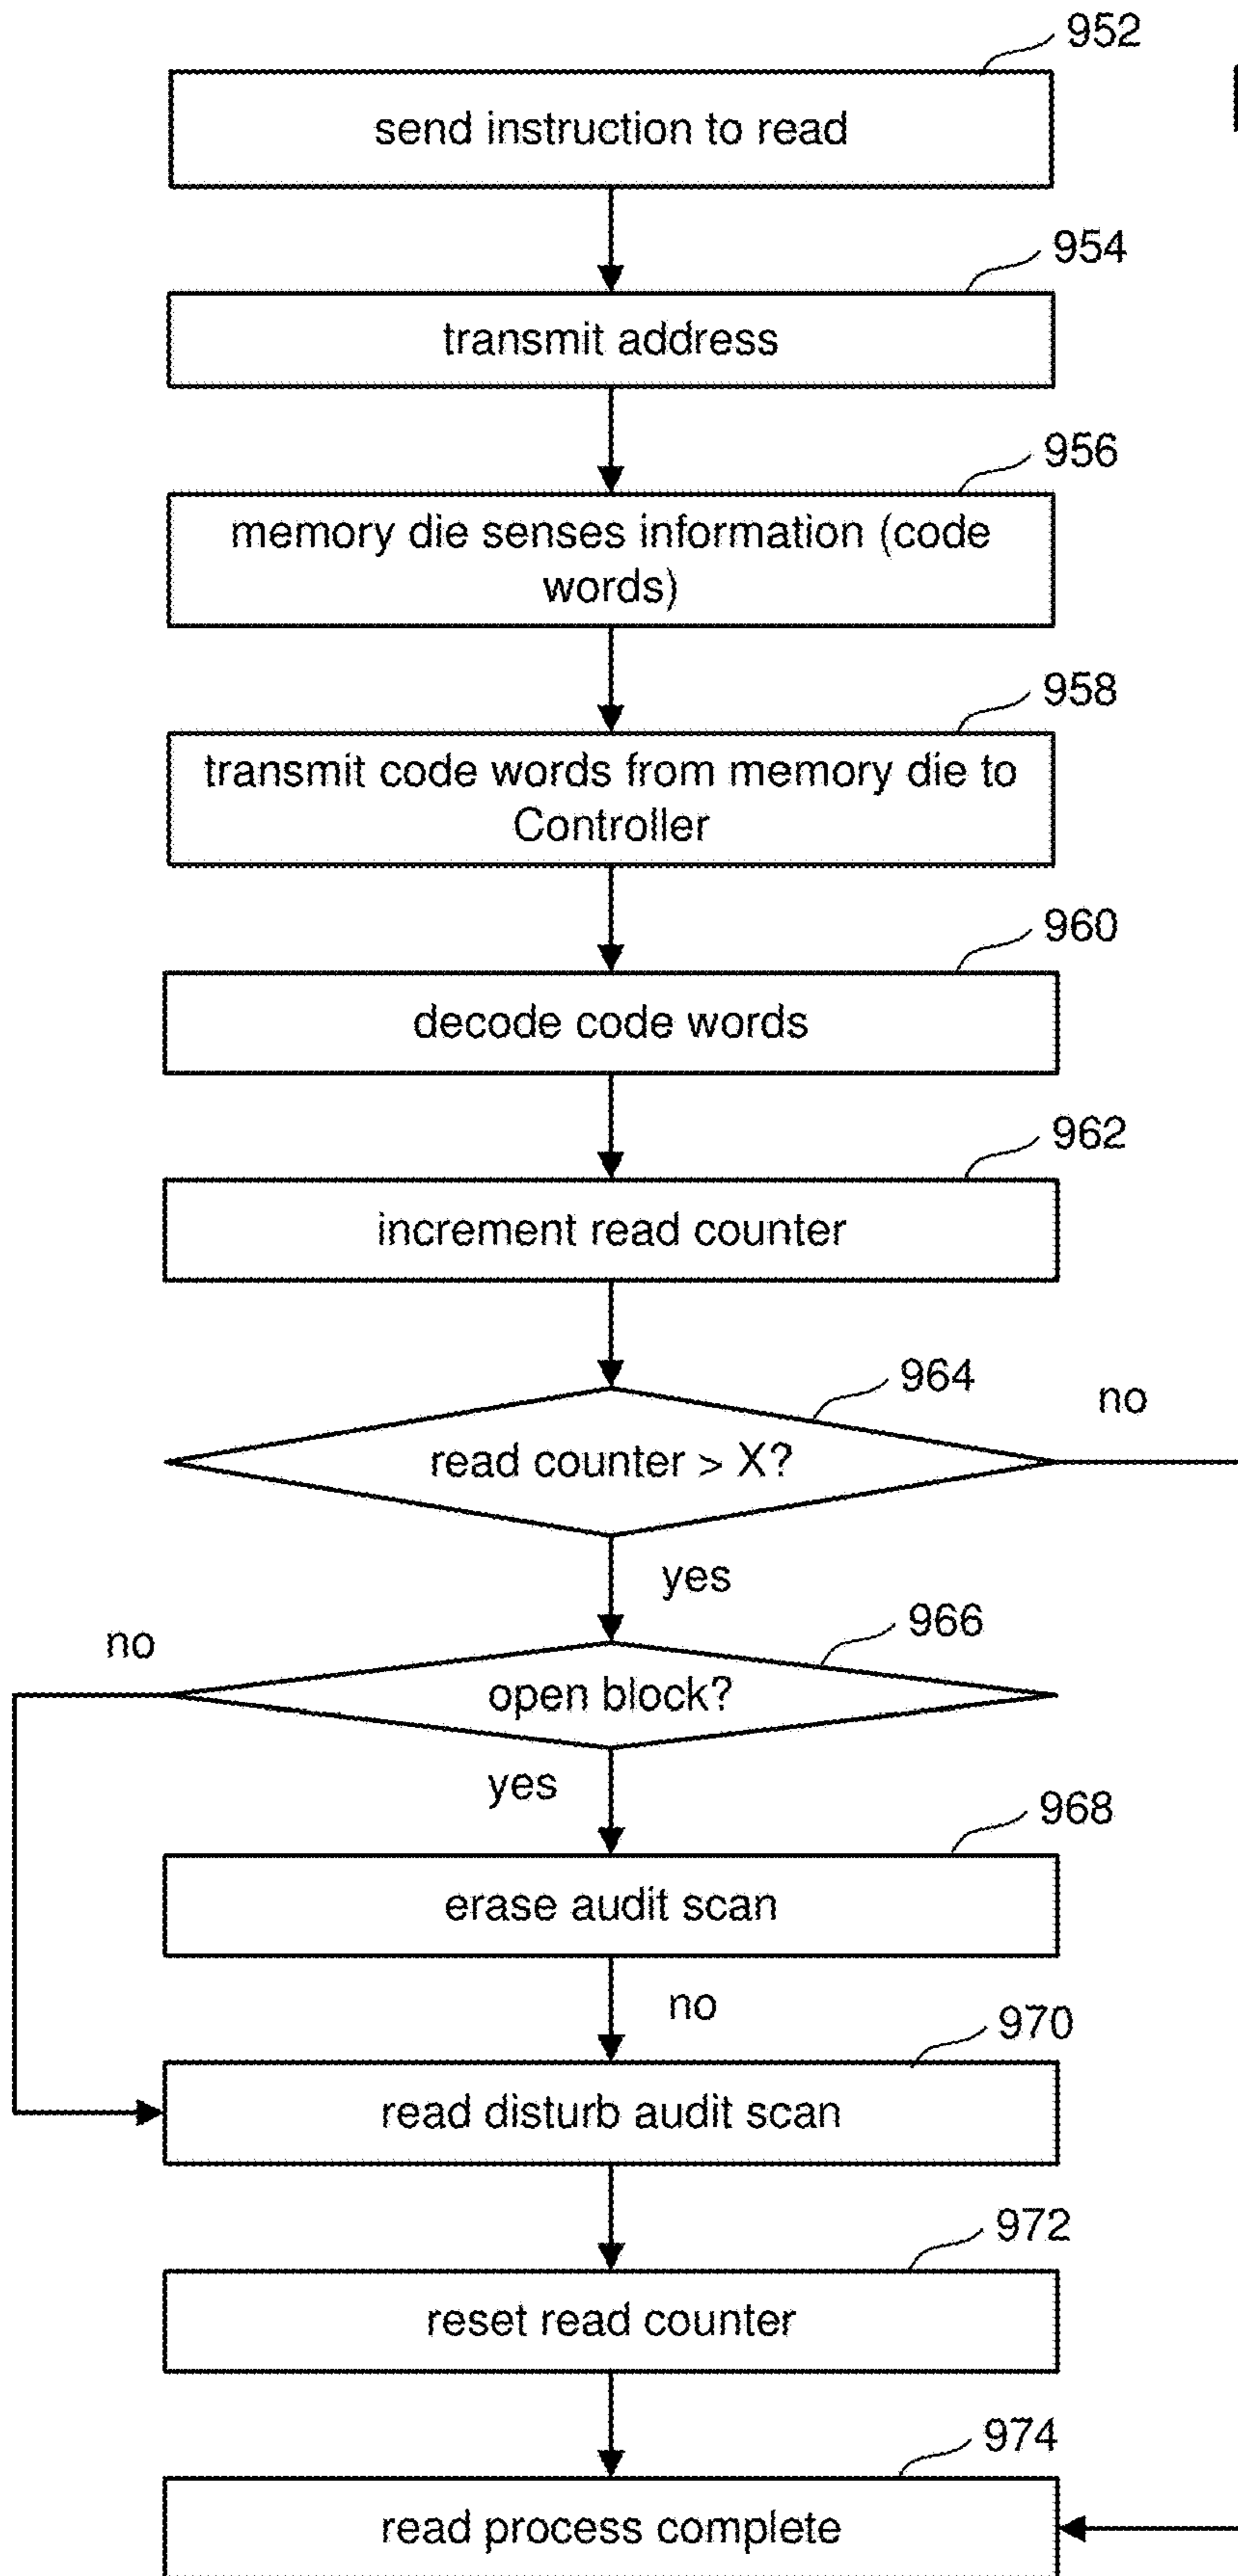 952
send instruction to read
954
transmit address
956
memory die senses information (code
words)
958
transmit code words from memory die to
Controller
960
decode code words
962
increment read counter
964
no
read counter > X?
yes
966
no
open block?
yes
968
erase audit scan
no
970
read disturb audit scan
972
reset read counter
974
read process complete